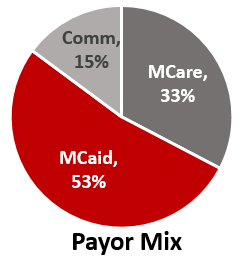 Comm,
15%
MCare,
33%
MCaid,
53%
Payor Mix